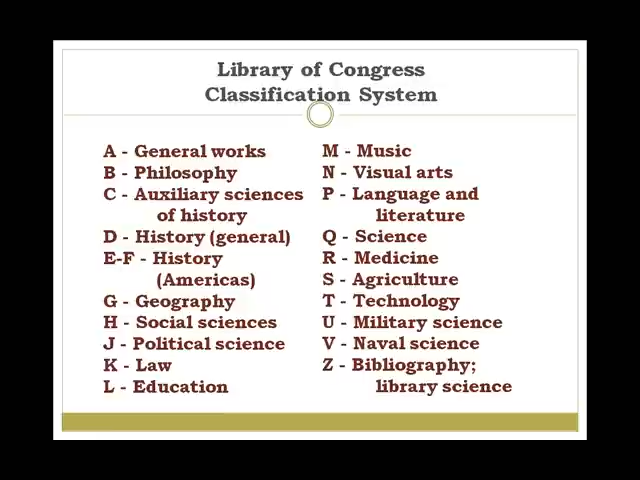 Library of Congress
Classification System
A - General works
B - Philosophy
C - Auxiliary sciences
of history
D - History (general)
E-F - History
(Americas)
G - Geography
H - Social sciences
J - Political science
K - Law
L - Education
M - Music
N - Visual arts
P - Language and
literature
Q - Science
R - Medicine
S - Agriculture
T - Technology
U - Military science
V - Naval science
Z - Bibliography;
library science